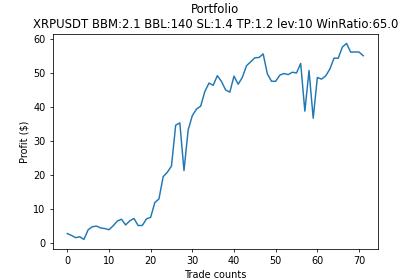 Portfolio
XRPUSDT BBM:2.1 BBL:140 SL:1.4 TP:1.2 lev:10 WinRatio:65.0
60
50
40
30
20
10
0
Profit ($)
0 10 20 30 40 50 60 70
Trade counts